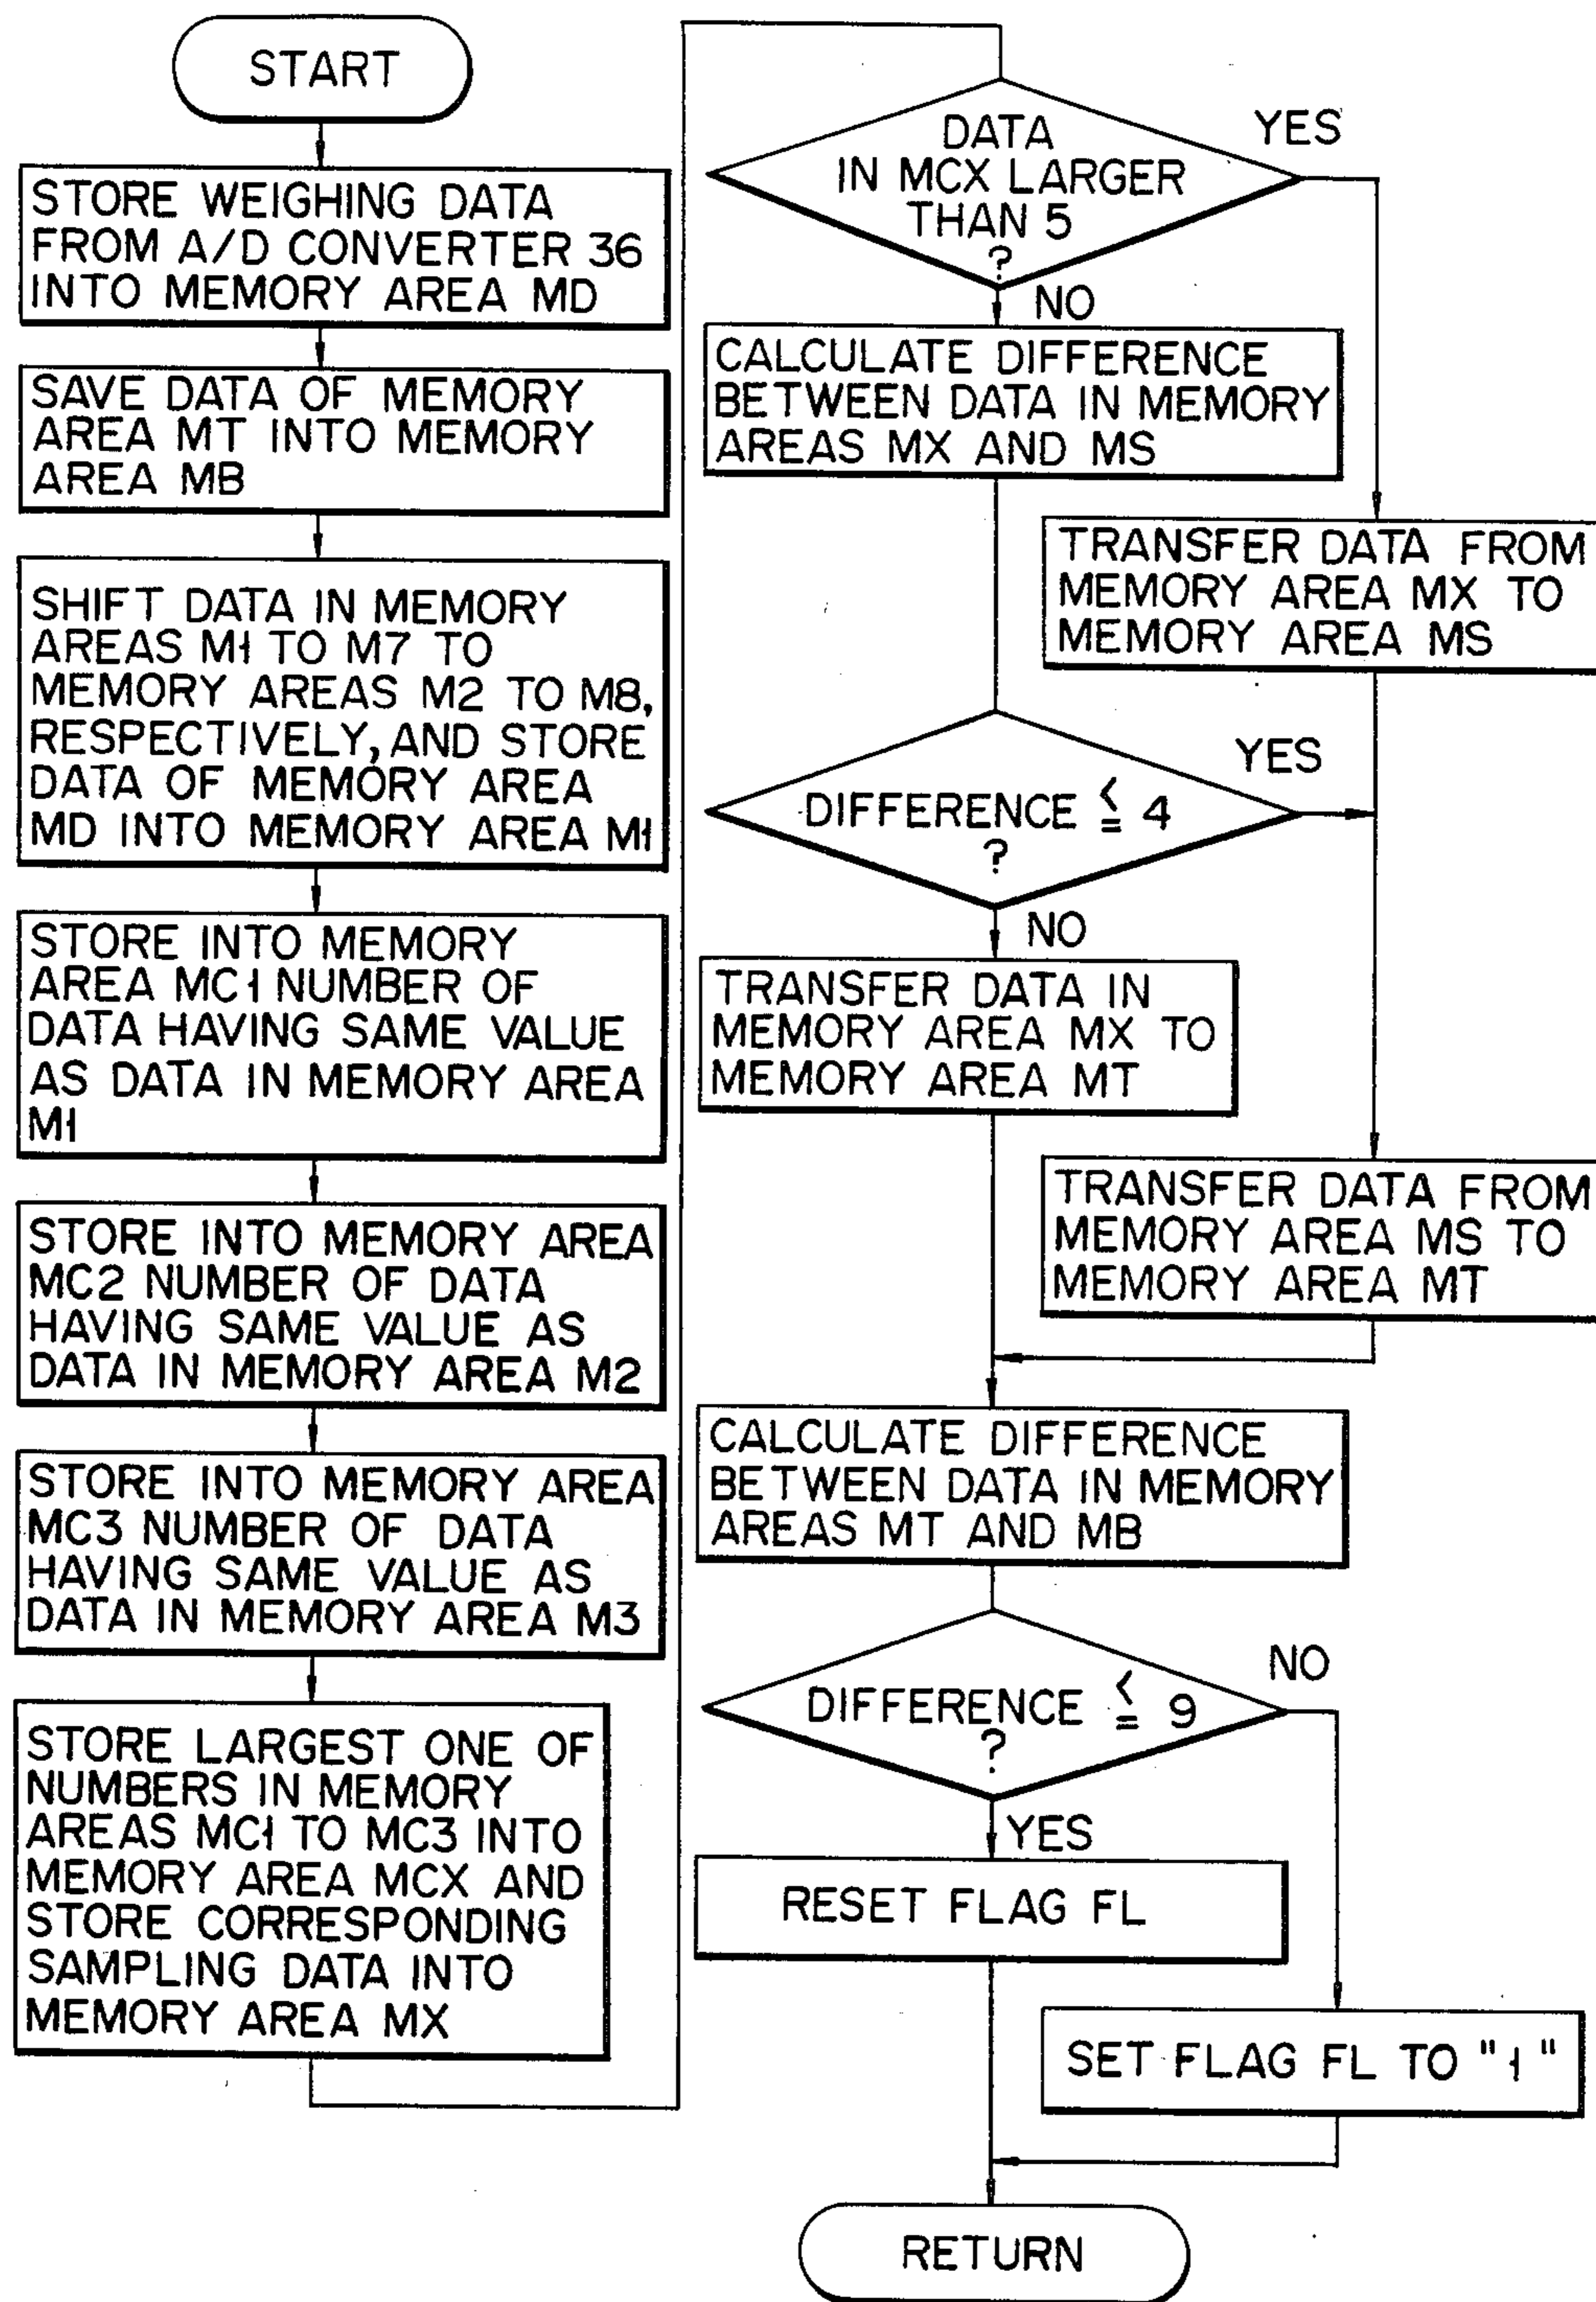 START
STORE WEIGHING DATA
FROM A/D CONVERTER 36
INTO MEMORY AREA MD
SAVE DATA OF MEMORY
AREA MT INTO MEMORY
AREA MB
SHIFT DATA IN MEMORY
AREAS M1 TO M7 TO
MEMORY AREAS M2 TO M8,
RESPECTIVELY, AND STORE
DATA OF MEMORY AREA
MD INTO MEMORY AREA M1
STORE INTO MEMORY
AREA MC1 NUMBER OF
DATA HAVING SAME VALUE
AS DATA IN MEMORY AREA
M1
STORE INTO MEMORY AREA
MC2 NUMBER OF DATA
HAVING SAME VALUE AS
DATA IN MEMORY AREA M2
STORE INTO MEMORY AREA
MC3 NUMBER OF DATA
HAVING SAME VALUE AS
DATA IN MEMORY AREA M3
STORE LARGEST ONE OF
NUMBERS IN MEMORY
AREAS MC1 TO MC3 INTO
MEMORY AREA MCX AND
STORE CORRESPONDING
SAMPLING DATA INTO
MEMORY AREA MX
DATA
IN MCX LARGER
THAN 5
?
YES
NO
CALCULATE DIFFERENCE
BETWEEN DATA IN MEMORY
AREAS MX AND MS
TRANSFER DATA FROM
MEMORY AREA MX TO
MEMORY AREA MS
DIFFERENCE ≦ 4
?
YES
NO
TRANSFER DATA IN
MEMORY AREA MX TO
MEMORY AREA MT
TRANSFER DATA FROM
MEMORY AREA MS TO
MEMORY AREA MT
CALCULATE DIFFERENCE
BETWEEN DATA IN MEMORY
AREAS MT AND MB
DIFFERENCE ≦ 9
?
NO
YES
RESET FLAG FL
SET FLAG FL TO "1"
RETURN